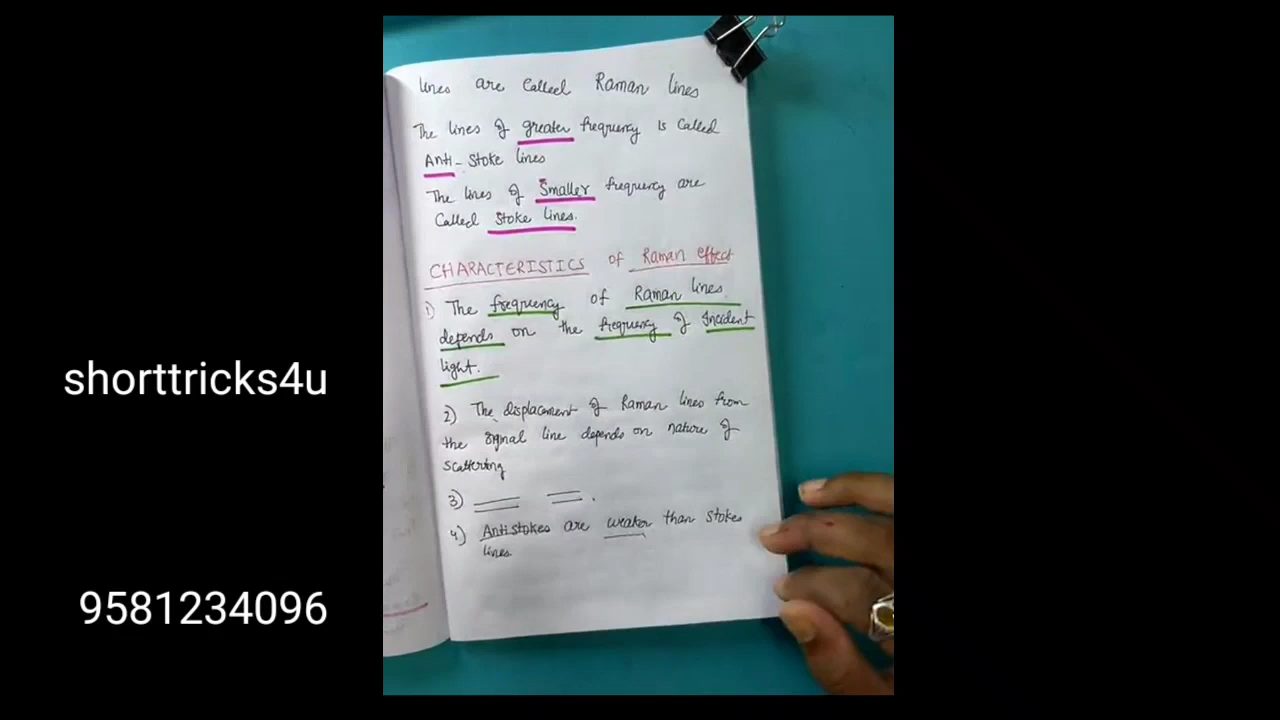 lines are called Raman lines
The lines of greater frequency is called
Anti-Stoke lines
The lines of Smaller frequency are
Called Stoke lines.
CHARACTERISTICS of Raman effect
1) The frequency of Raman lines
depends on the frequency of Incident
light.
2) The displacement of Raman lines from
the original line depends on nature of
scattering
3)
4) Antistokes are weaker than stokes
lines.
shorttricks4u
9581234096